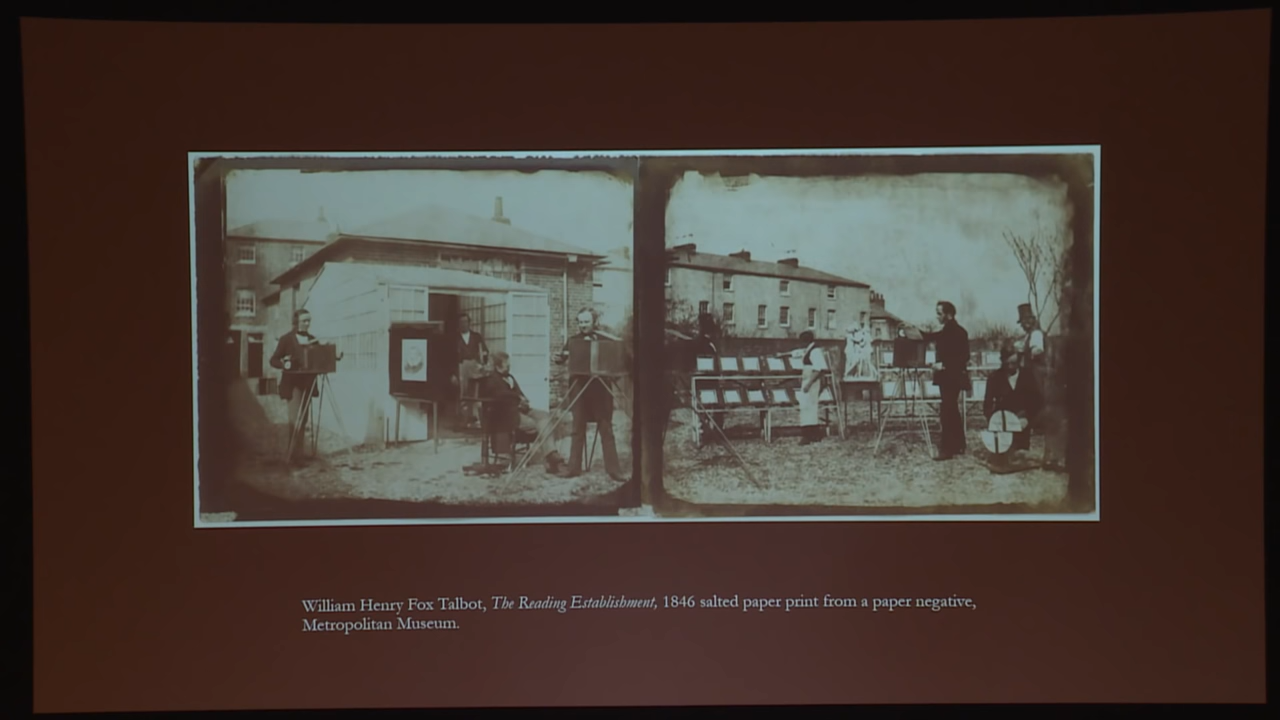 William Henry Fox Talbot, The Reading Establishment, 1846 salted paper print from a paper negative,
Metropolitan Museum.